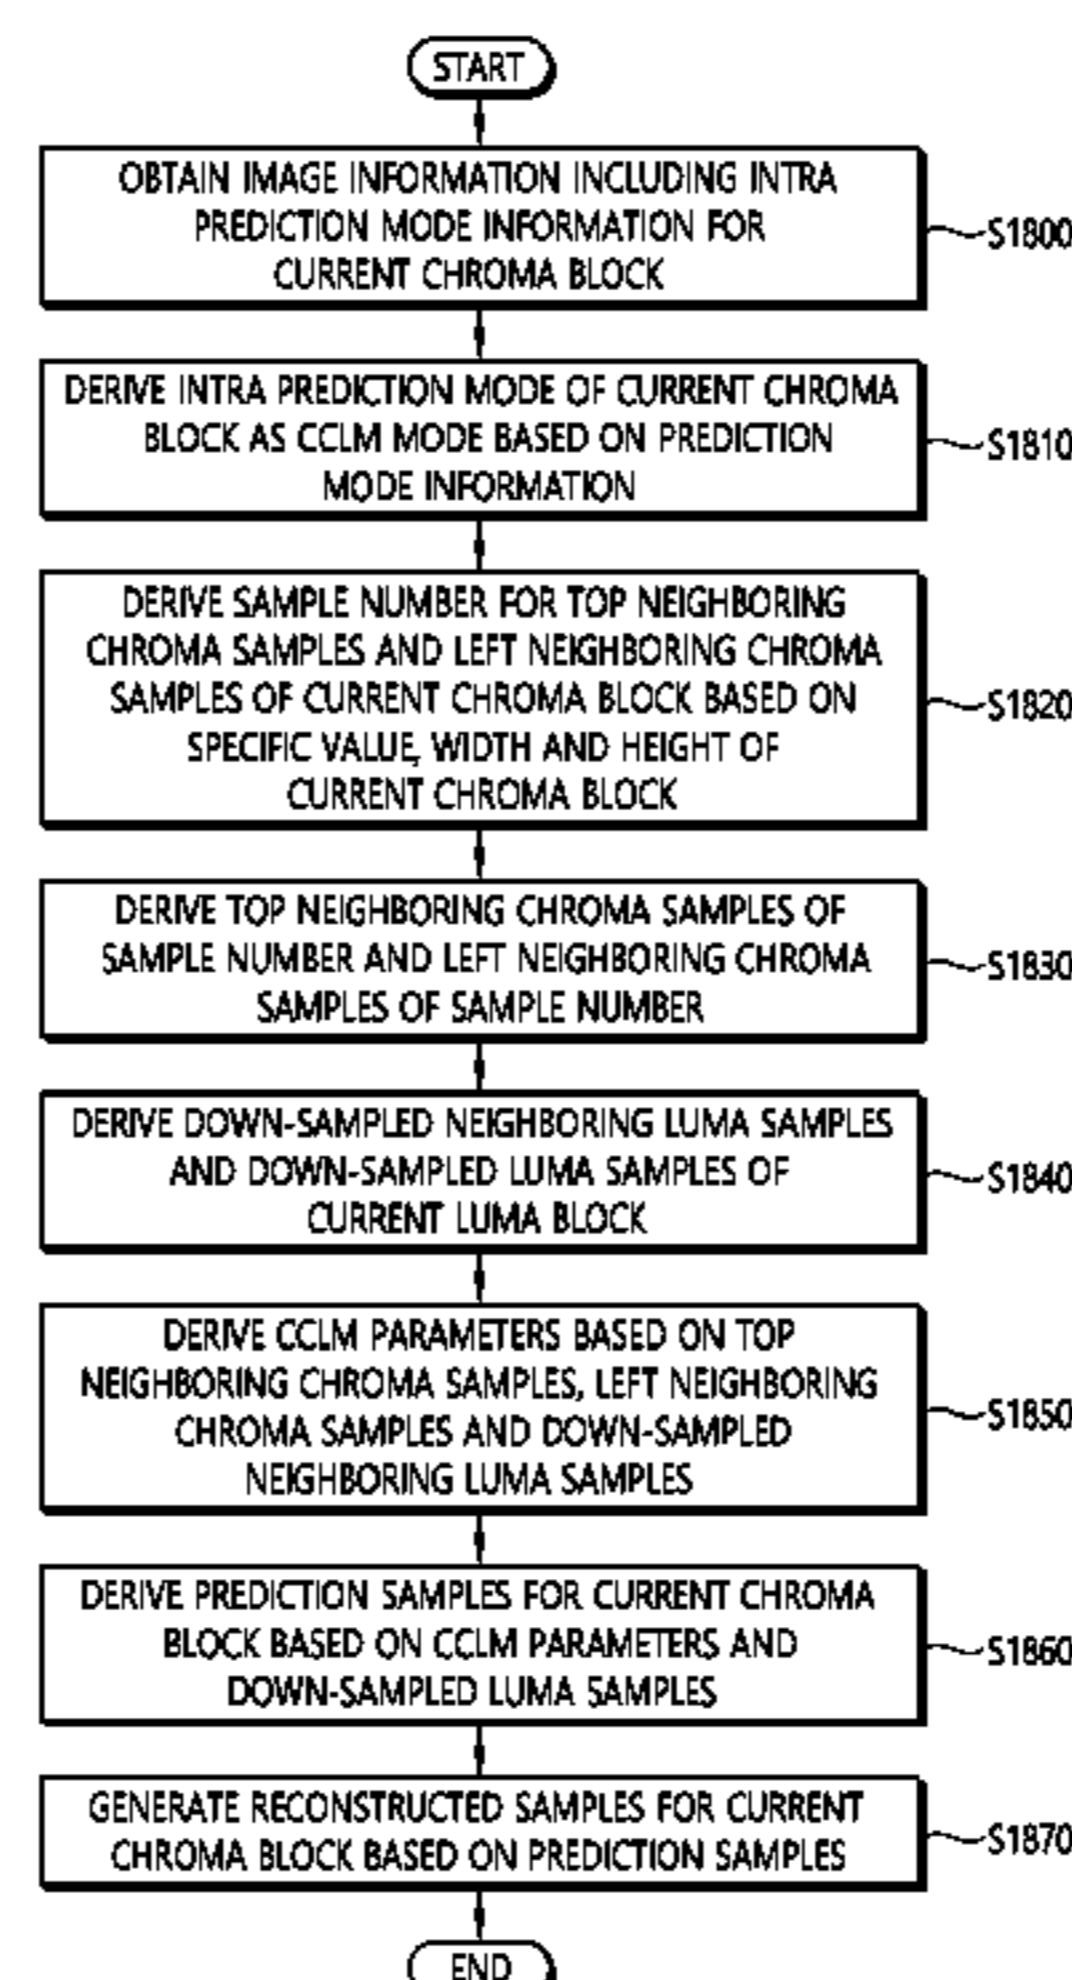 START
OBTAIN IMAGE INFORMATION INCLUDING INTRA
PREDICTION MODE INFORMATION FOR
CURRENT CHROMA BLOCK
S1800
DERIVE INTRA PREDICTION MODE OF CURRENT CHROMA
BLOCK AS CCLM MODE BASED ON PREDICTION
MODE INFORMATION
S1810
DERIVE SAMPLE NUMBER FOR TOP NEIGHBORING
CHROMA SAMPLES AND LEFT NEIGHBORING CHROMA
SAMPLES OF CURRENT CHROMA BLOCK BASED ON
SPECIFIC VALUE, WIDTH AND HEIGHT OF
CURRENT CHROMA BLOCK
S1820
DERIVE TOP NEIGHBORING CHROMA SAMPLES OF
SAMPLE NUMBER AND LEFT NEIGHBORING CHROMA
SAMPLES OF SAMPLE NUMBER
S1830
DERIVE DOWN-SAMPLED NEIGHBORING LUMA SAMPLES
AND DOWN-SAMPLED LUMA SAMPLES OF
CURRENT LUMA BLOCK
S1840
DERIVE CCLM PARAMETERS BASED ON TOP
NEIGHBORING CHROMA SAMPLES, LEFT NEIGHBORING
CHROMA SAMPLES AND DOWN-SAMPLED
NEIGHBORING LUMA SAMPLES
S1850
DERIVE PREDICTION SAMPLES FOR CURRENT CHROMA
BLOCK BASED ON CCLM PARAMETERS AND
DOWN-SAMPLED LUMA SAMPLES
S1860
GENERATE RECONSTRUCTED SAMPLES FOR CURRENT
CHROMA BLOCK BASED ON PREDICTION SAMPLES
S1870
END